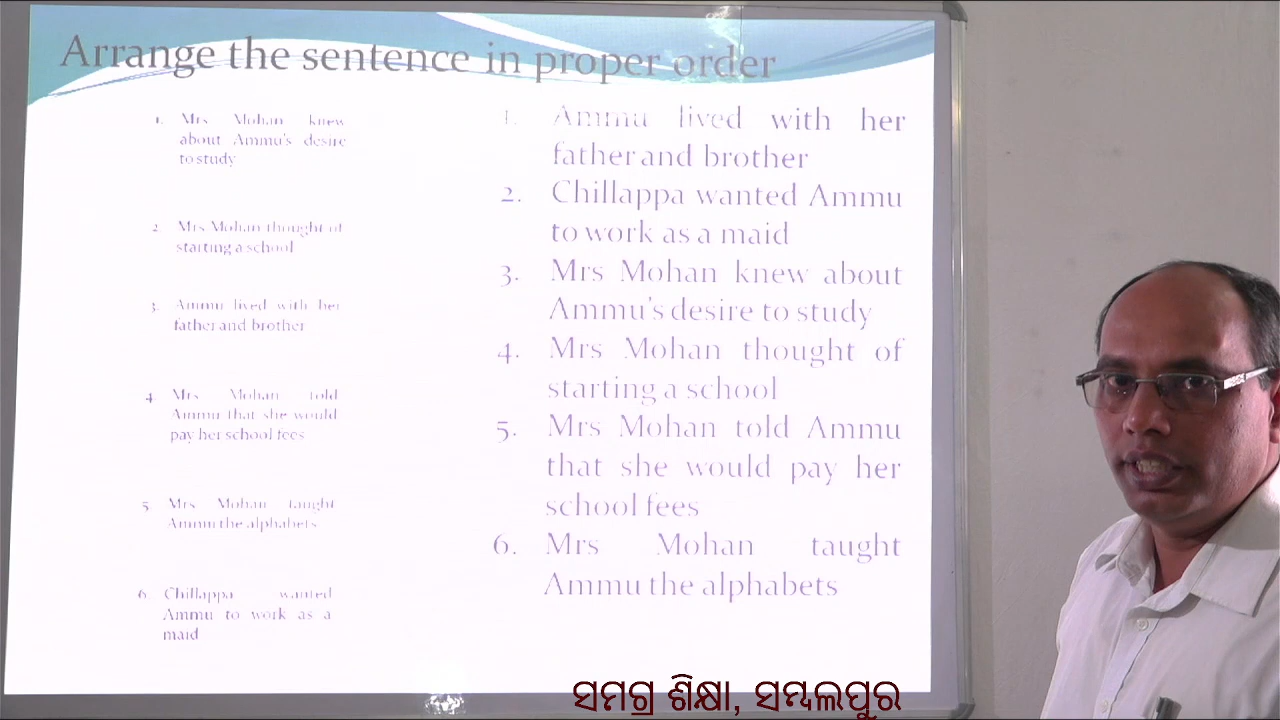 Arrange the sentence in proper order
1. Mrs Mohan knew
about Ammu's desire
to study
2. Mrs Mohan thought of
starting a school
3. Ammu lived with her
father and brother
4. Mrs Mohan told
Ammu that she would
pay her school fees
5. Mrs Mohan taught
Ammu the alphabets
6. Chillappa wanted
Ammu to work as a
maid
1. Ammu lived with her
father and brother
2. Chillappa wanted Ammu
to work as a maid
3. Mrs Mohan knew about
Ammu's desire to study
4. Mrs Mohan thought of
starting a school
5. Mrs Mohan told Ammu
that she would pay her
school fees
6. Mrs Mohan taught
Ammu the alphabets
ସମଗ୍ର ଶିକ୍ଷା, ସମ୍ବଲପୁର